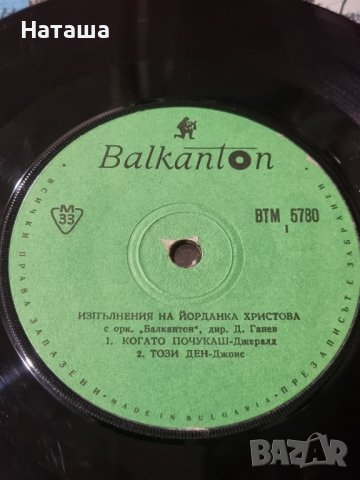 Наташа
Balkanton
M
33
ВТМ 5780
I
ИЗПЪЛНЕНИЯ НА ЙОРДАНКА ХРИСТОВА
с орк. „Балкантон", дир. Д. Ганев
1. КОГАТО ПОЧУКАШ-Джералд
2. ТОЗИ ДЕН-Джонс
ВСИЧКИ ПРАВА ЗАПАЗЕНИ · MADE IN BULGARIA · ПРЕЗАПИСЪТ Е ЗАБРАНЕН
BAZAR